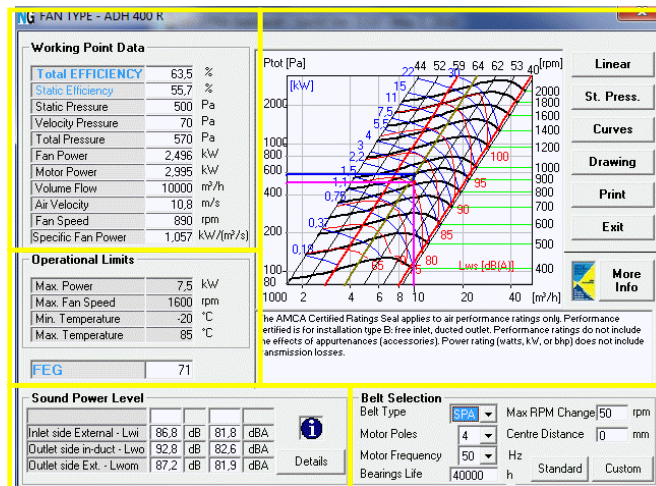 NG FAN TYPE - ADH 400 R
Working Point Data
Total EFFICIENCY 63,5 %
Static Efficiency 55,7 %
Static Pressure 500 Pa
Velocity Pressure 70 Pa
Total Pressure 570 Pa
Fan Power 2,496 kW
Motor Power 2,995 kW
Volume Flow 10000 m³/h
Air Velocity 10,8 m/s
Fan Speed 890 rpm
Specific Fan Power 1,057 kW/(m³/s)
Operational Limits
Max. Power 7,5 kW
Max. Fan Speed 1600 rpm
Min. Temperature -20 °C
Max. Temperature 85 °C
FEG 71
Ptot [Pa] 44 52 59 64 62 53 40 [rpm]
[kW] 22 30
15
11
7,5
5,5
4
3
2,2
1,5
1,1
0,75
0,37
0,18
2000
1000
800
600
400
200
100
80
2000
1800
1600
1400
1200
1000
900
800
700
600
500
400
100
95
90
85
80
75
65
Lws [dB(A)]
1000 2 4 6 8 10 20 40 [m³/h]
he AMCA Certified Ratings Seal applies to air performance ratings only. Performance
ertified is for installation type B: free inlet, ducted outlet. Performance ratings do not include
e effects of appurtenances (accessories). Power rating (watts, kW, or bhp) does not include
ansmission losses.
Linear
St. Press.
Curves
Drawing
Print
Exit
More
Info
Sound Power Level
Inlet side External - Lwi 86,8 dB 81,8 dBA
Outlet side in-duct - Lwo 92,8 dB 82,6 dBA
Outlet side Ext. - Lwom 87,2 dB 81,9 dBA
i
Details
Belt Selection
Belt Type SPA Max RPM Change 50 rpm
Motor Poles 4 Centre Distance 0 mm
Motor Frequency 50 Hz
Bearings Life 40000 h Standard Custom